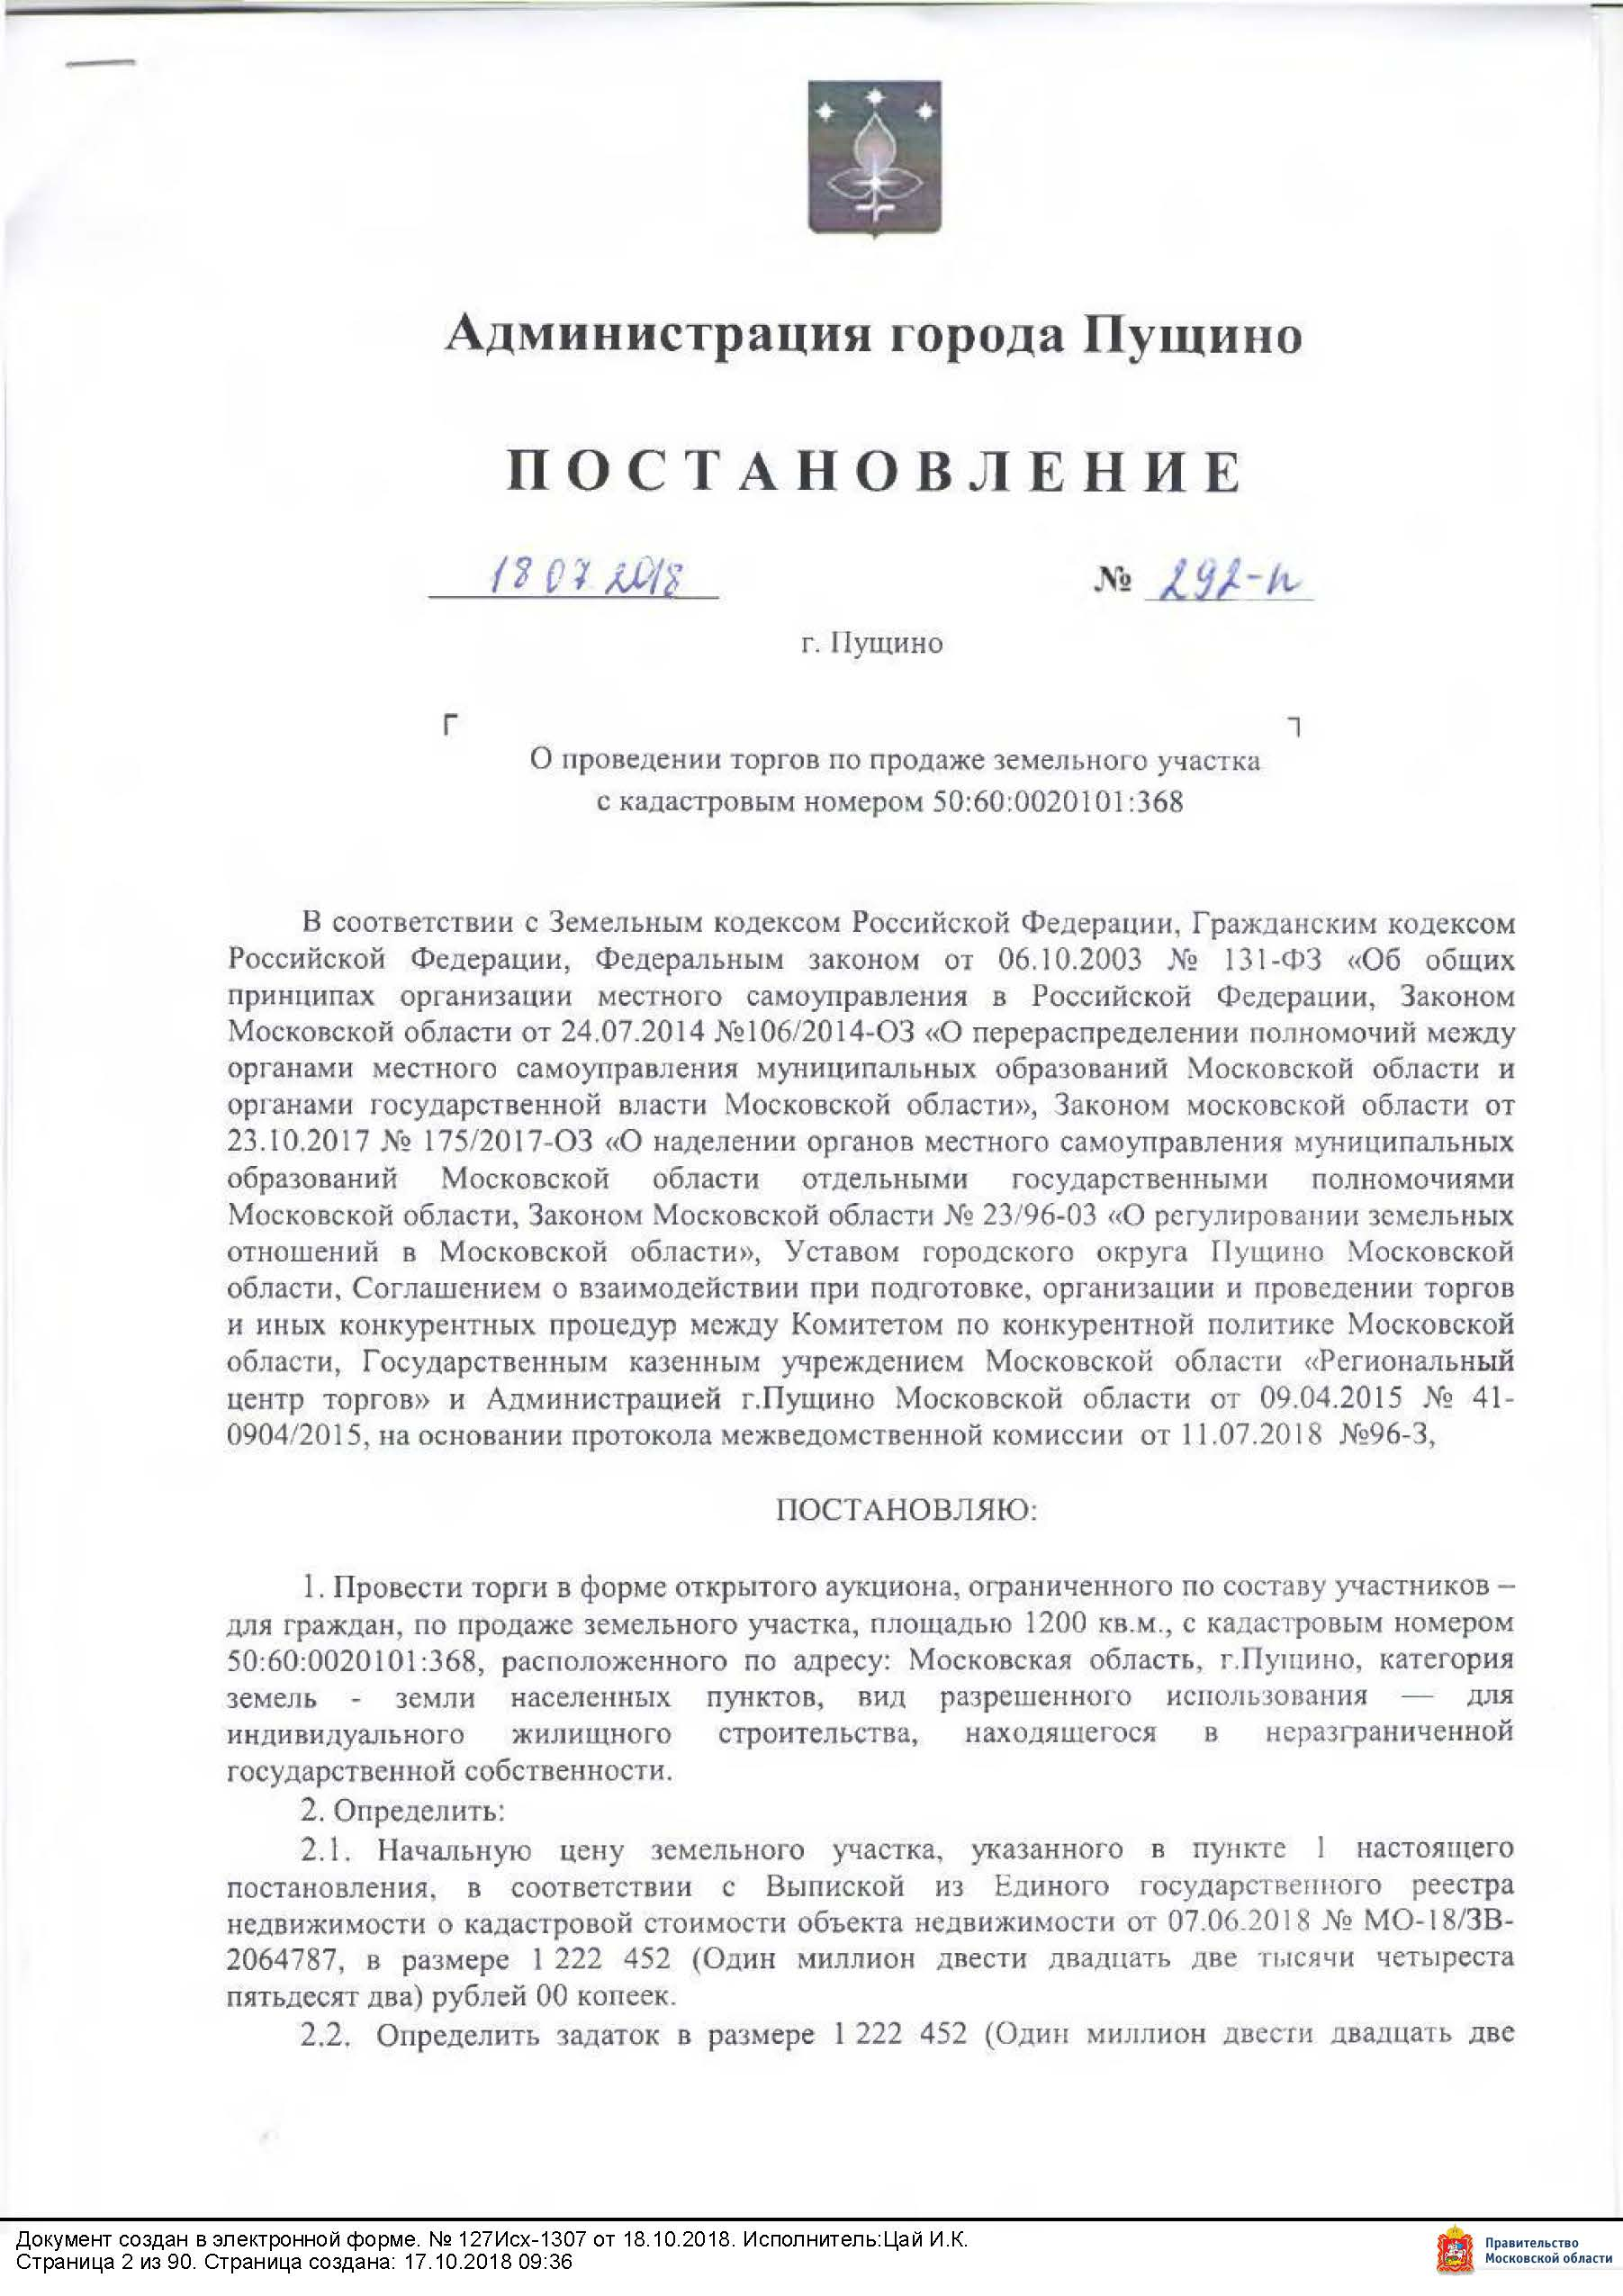 Администрация города Пущино
ПОСТАНОВЛЕНИЕ
18 07 2018 № 292-п
г. Пущино
О проведении торгов по продаже земельного участка
с кадастровым номером 50:60:0020101:368
В соответствии с Земельным кодексом Российской Федерации, Гражданским кодексом
Российской Федерации, Федеральным законом от 06.10.2003 № 131-ФЗ «Об общих
принципах организации местного самоуправления в Российской Федерации, Законом
Московской области от 24.07.2014 №106/2014-ОЗ «О перераспределении полномочий между
органами местного самоуправления муниципальных образований Московской области и
органами государственной власти Московской области», Законом московской области от
23.10.2017 № 175/2017-ОЗ «О наделении органов местного самоуправления муниципальных
образований Московской области отдельными государственными полномочиями
Московской области, Законом Московской области № 23/96-03 «О регулировании земельных
отношений в Московской области», Уставом городского округа Пущино Московской
области, Соглашением о взаимодействии при подготовке, организации и проведении торгов
и иных конкурентных процедур между Комитетом по конкурентной политике Московской
области, Государственным казенным учреждением Московской области «Региональный
центр торгов» и Администрацией г.Пущино Московской области от 09.04.2015 № 41-
0904/2015, на основании протокола межведомственной комиссии от 11.07.2018 №96-З,
ПОСТАНОВЛЯЮ:
1. Провести торги в форме открытого аукциона, ограниченного по составу участников –
для граждан, по продаже земельного участка, площадью 1200 кв.м., с кадастровым номером
50:60:0020101:368, расположенного по адресу: Московская область, г.Пущино, категория
земель - земли населенных пунктов, вид разрешенного использования — для
индивидуального жилищного строительства, находящегося в неразграниченной
государственной собственности.
2. Определить:
2.1. Начальную цену земельного участка, указанного в пункте 1 настоящего
постановления, в соответствии с Выпиской из Единого государственного реестра
недвижимости о кадастровой стоимости объекта недвижимости от 07.06.2018 № МО-18/ЗВ-
2064787, в размере 1 222 452 (Один миллион двести двадцать две тысячи четыреста
пятьдесят два) рублей 00 копеек.
2.2. Определить задаток в размере 1 222 452 (Один миллион двести двадцать две
Документ создан в электронной форме. № 127Исх-1307 от 18.10.2018. Исполнитель:Цай И.К.
Страница 2 из 90. Страница создана: 17.10.2018 09:36
Правительство
Московской области